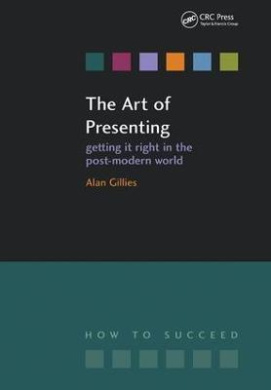 CRC
CRC Press
Taylor & Francis Group
The Art of
Presenting
getting it right in the
post-modern world
Alan Gillies
HOW TO SUCCEED